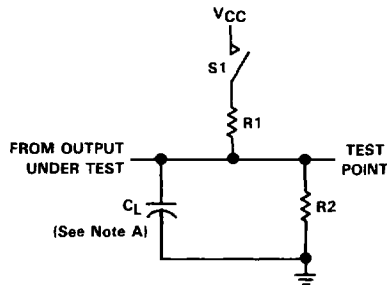 VCC
S1
R1
FROM OUTPUT
UNDER TEST
TEST
POINT
CL
(See Note A)
R2